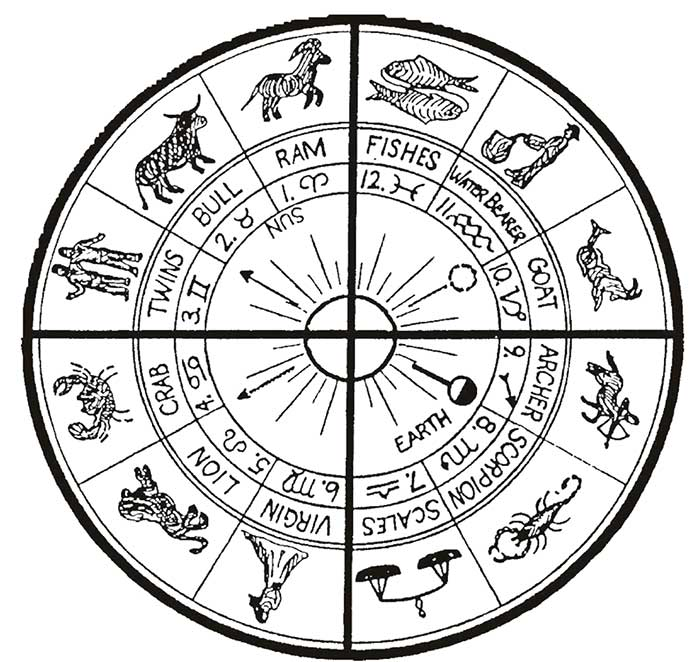 RAM
1. ♈
BULL
2. ♉
TWINS
3. ♊
CRAB
4. ♋
LION
5. ♌
VIRGIN
6. ♍
SCALES
7. ♎
SCORPION
8. ♏
ARCHER
9. ♐
GOAT
10. ♑
WATER BEARER
11. ♒
FISHES
12. ♓
SUN
EARTH